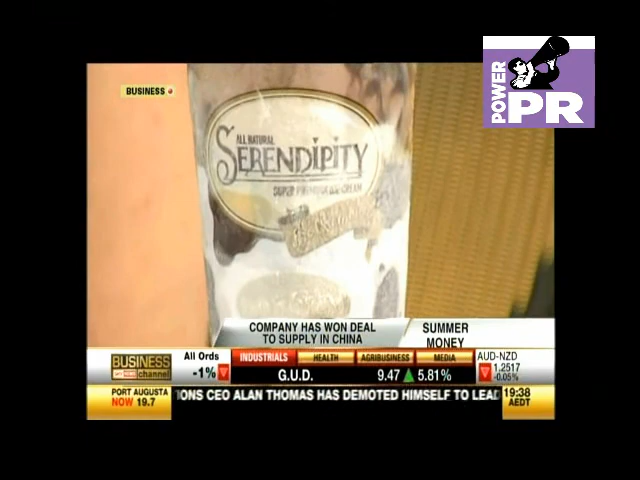 POWER
PR
BUSINESS
ALL NATURAL
SERENDIPITY
SUPER PREMIUM ICE-CREAM
COMPANY HAS WON DEAL
TO SUPPLY IN CHINA
SUMMER
MONEY
BUSINESS
channel
All Ords
-1%
INDUSTRIALS
HEALTH
AGRIBUSINESS
MEDIA
G.U.D.
9.47
5.81%
AUD-NZD
1.2517
-0.05%
PORT AUGUSTA
NOW 19.7
IONS CEO ALAN THOMAS HAS DEMOTED HIMSELF TO LEAD
19:38
AEDT